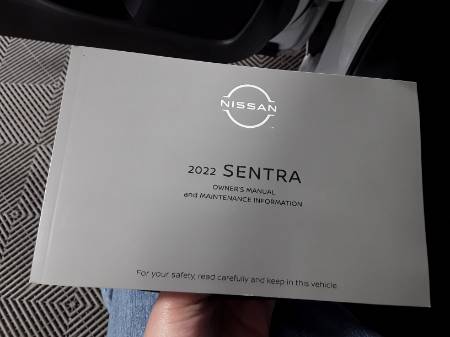 NISSAN
2022 SENTRA
OWNER'S MANUAL
and MAINTENANCE INFORMATION
For your safety, read carefully and keep in this vehicle.